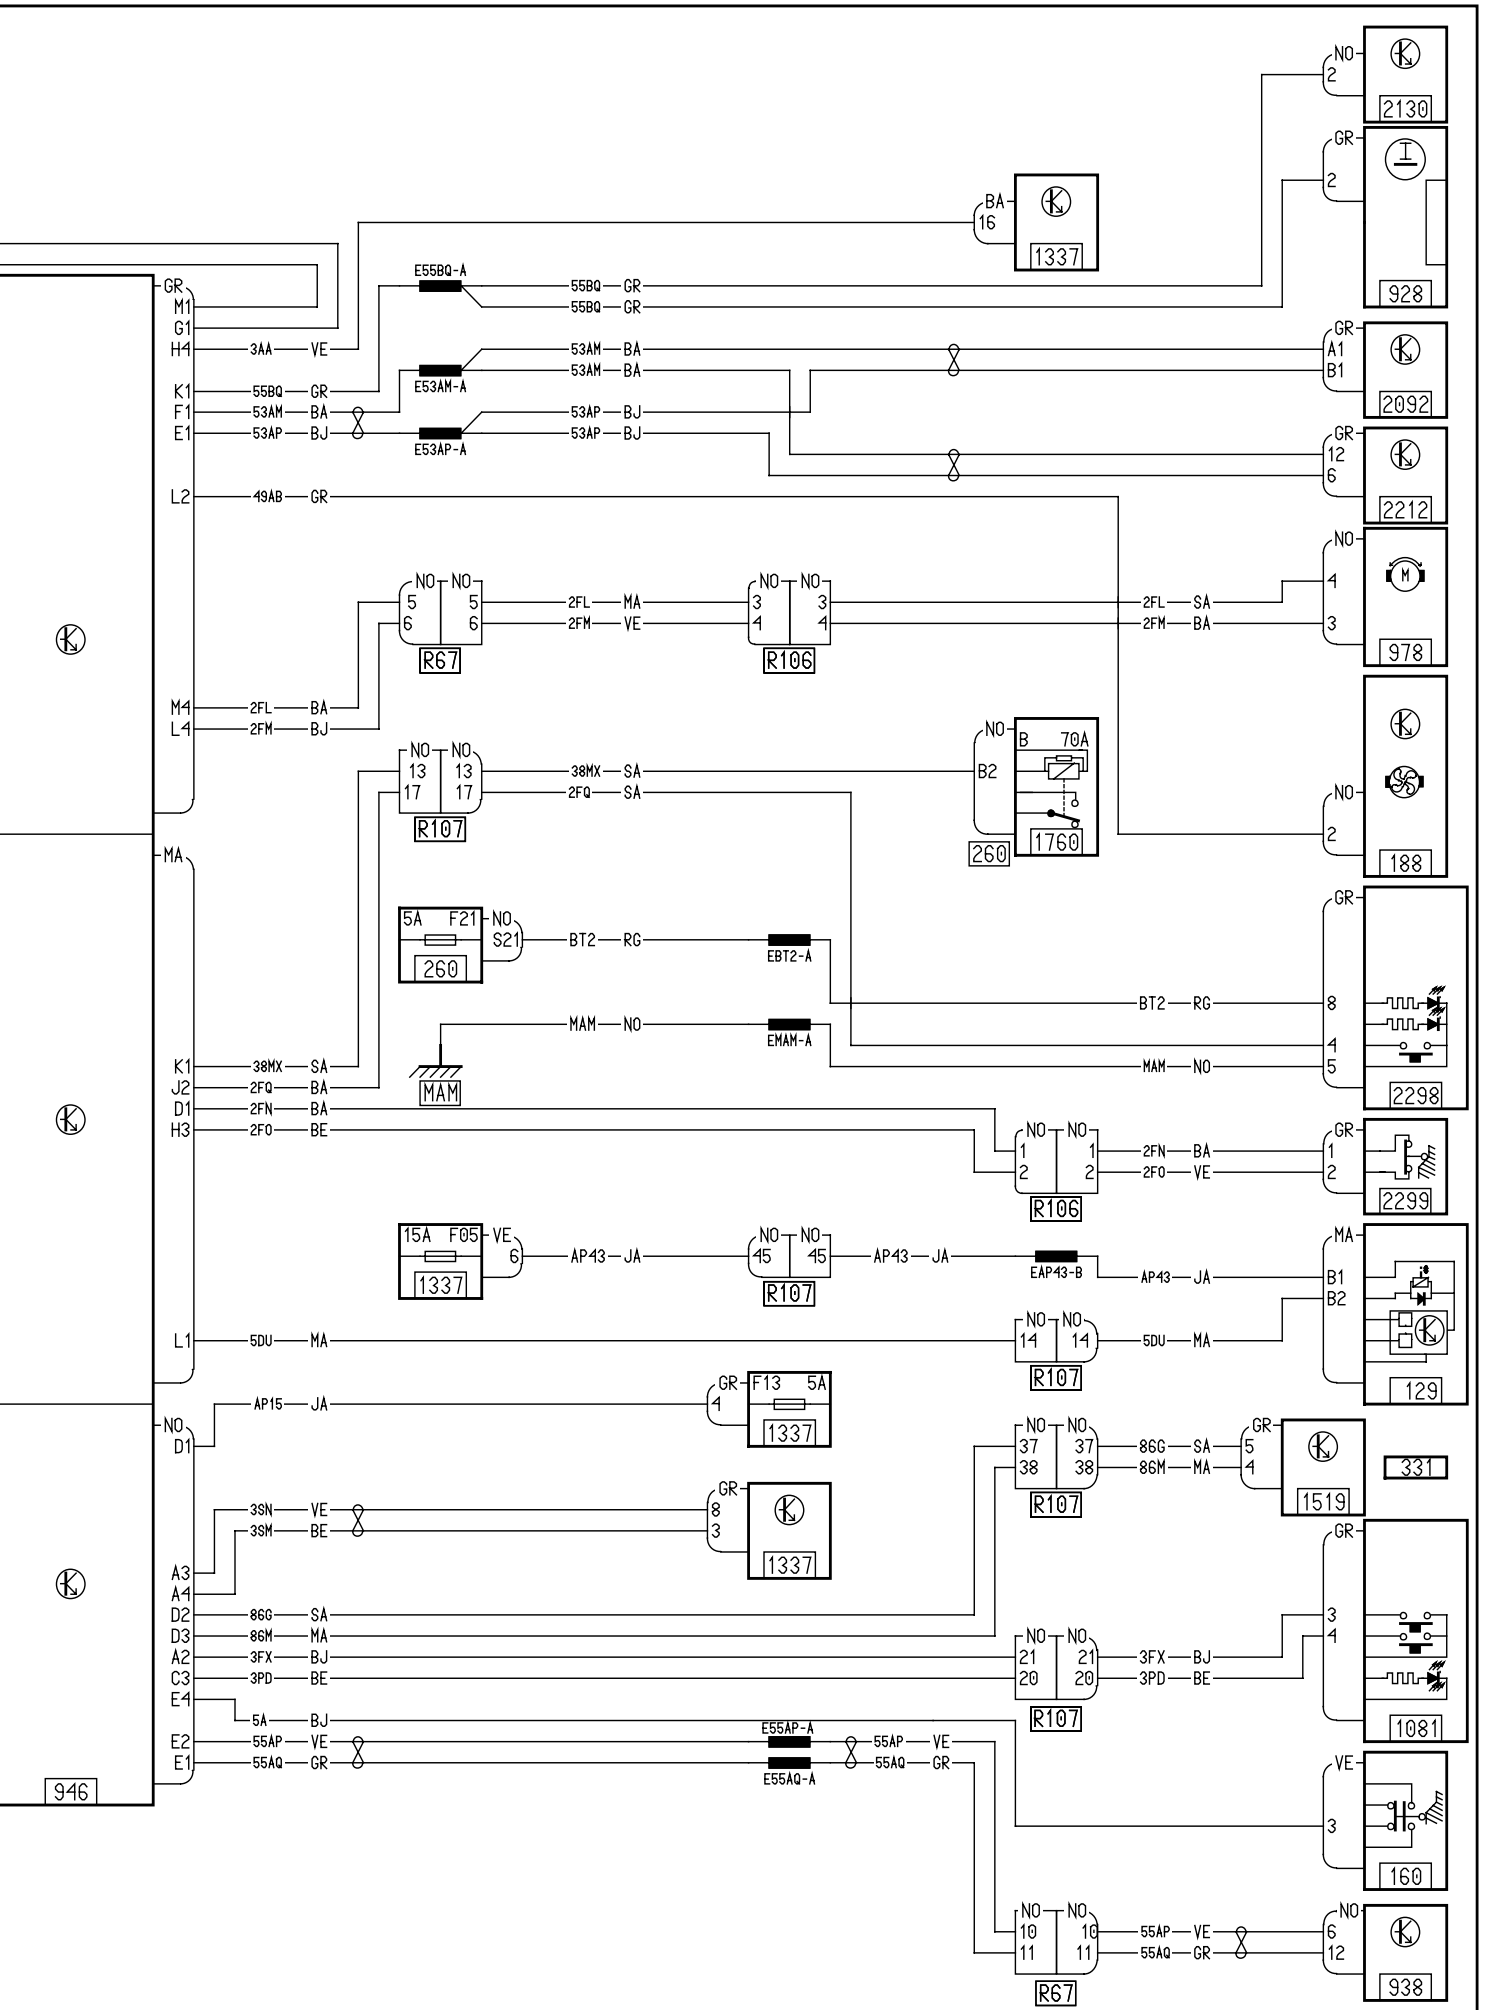 NO
2
2130
GR
2
928
BA
16
1337
E55BQ-A
GR
M1
G1
55BQ GR
55BQ GR
H4 3AA VE
53AM BA
GR
A1
53AM BA
B1
E53AM-A
K1 55BQ GR
F1 53AM BA
53AP BJ
2092
E1 53AP BJ
53AP BJ
E53AP-A
GR
12
6
2212
L2 49AB GR
NO
4
NO NO
5 5 2FL MA
6 6 2FM VE
R67
NO NO
3 3
4 4
R106
2FL SA
2FM BA
3
M
978
M4 2FL BA
L4 2FM BJ
NO NO
13 13 38MX SA
17 17 2FQ SA
R107
NO
B2
B 70A
1760
260
NO
2
188
MA
5A F21 NO
S21 BT2 RG
260
EBT2-A
GR
BT2 RG 8
MAM NO
EMAM-A
4
MAM NO 5
MAM
2298
K1 38MX SA
J2 2FQ BA
D1 2FN BA
H3 2FO BE
NO NO
1 1 2FN BA
2 2 2FO VE
R106
GR
1
2
2299
15A F05 VE
6 AP43 JA
1337
NO NO
45 45 AP43 JA
R107
EAP43-B
AP43 JA
MA
B1
B2
129
L1 5DU MA
NO NO
14 14 5DU MA
R107
AP15 JA
GR
4
F13 5A
1337
NO
D1
NO NO
37 37 86G SA
38 38 86M MA
R107
GR
5
4
1519
331
3SN VE
3SM BE
GR
8
3
1337
A3
A4
D2 86G SA
D3 86M MA
A2 3FX BJ
C3 3PD BE
NO NO
21 21 3FX BJ
20 20 3PD BE
R107
GR
3
4
1081
E4
5A BJ
E2 55AP VE
E1 55AQ GR
E55AP-A
E55AQ-A
55AP VE
55AQ GR
946
VE
3
160
NO NO
10 10 55AP VE
11 11 55AQ GR
R67
NO
6
12
938